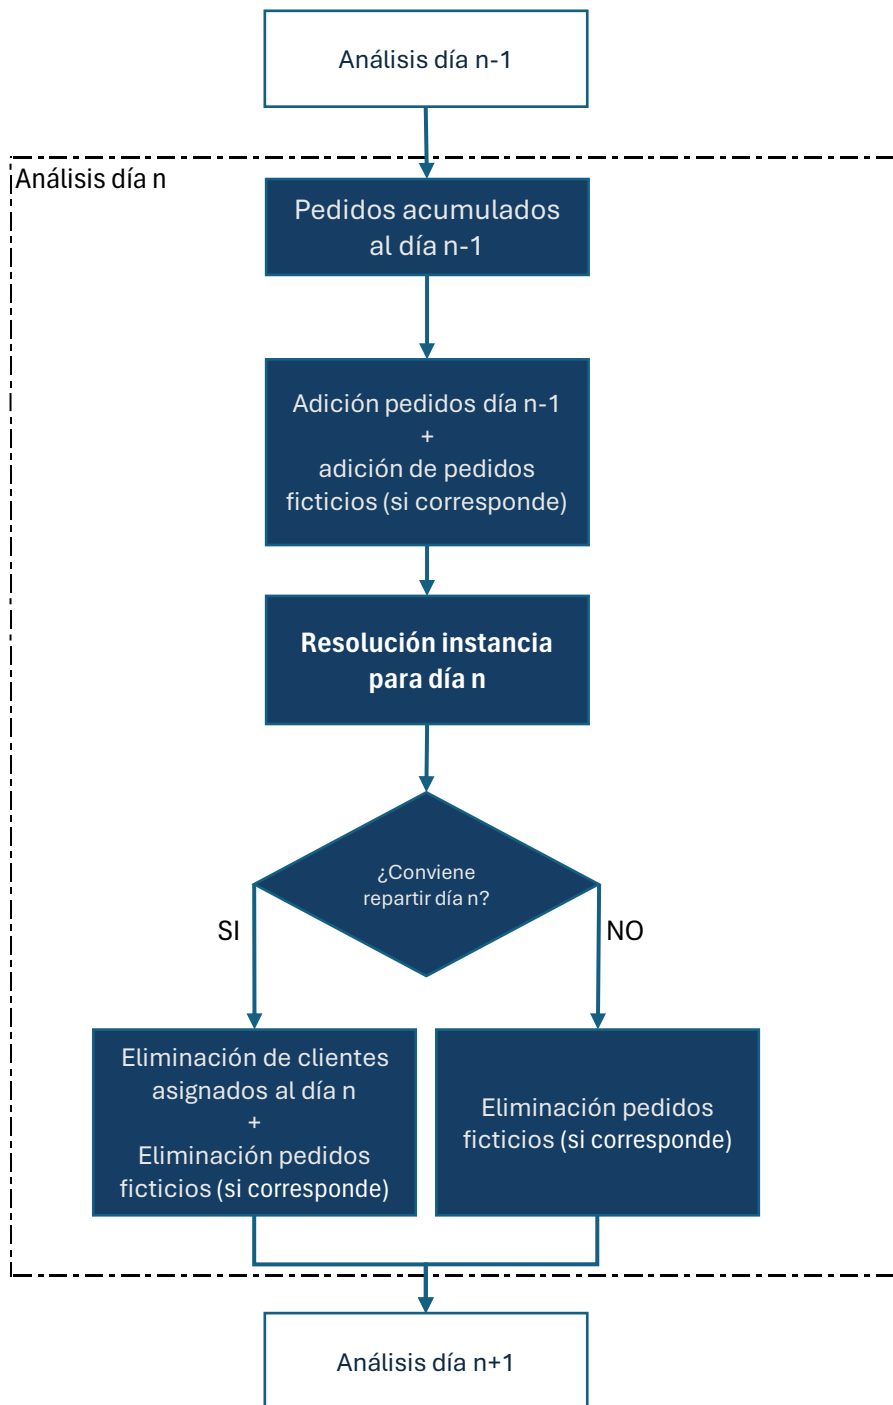 Análisis día n-1
Análisis día n
Pedidos acumulados
al día n-1
Adición pedidos día n-1
+
adición de pedidos
ficticios (si corresponde)
Resolución instancia
para día n
¿Conviene
repartir día n?
SI
NO
Eliminación de clientes
asignados al día n
+
Eliminación pedidos
ficticios (si corresponde)
Eliminación pedidos
ficticios (si corresponde)
Análisis día n+1